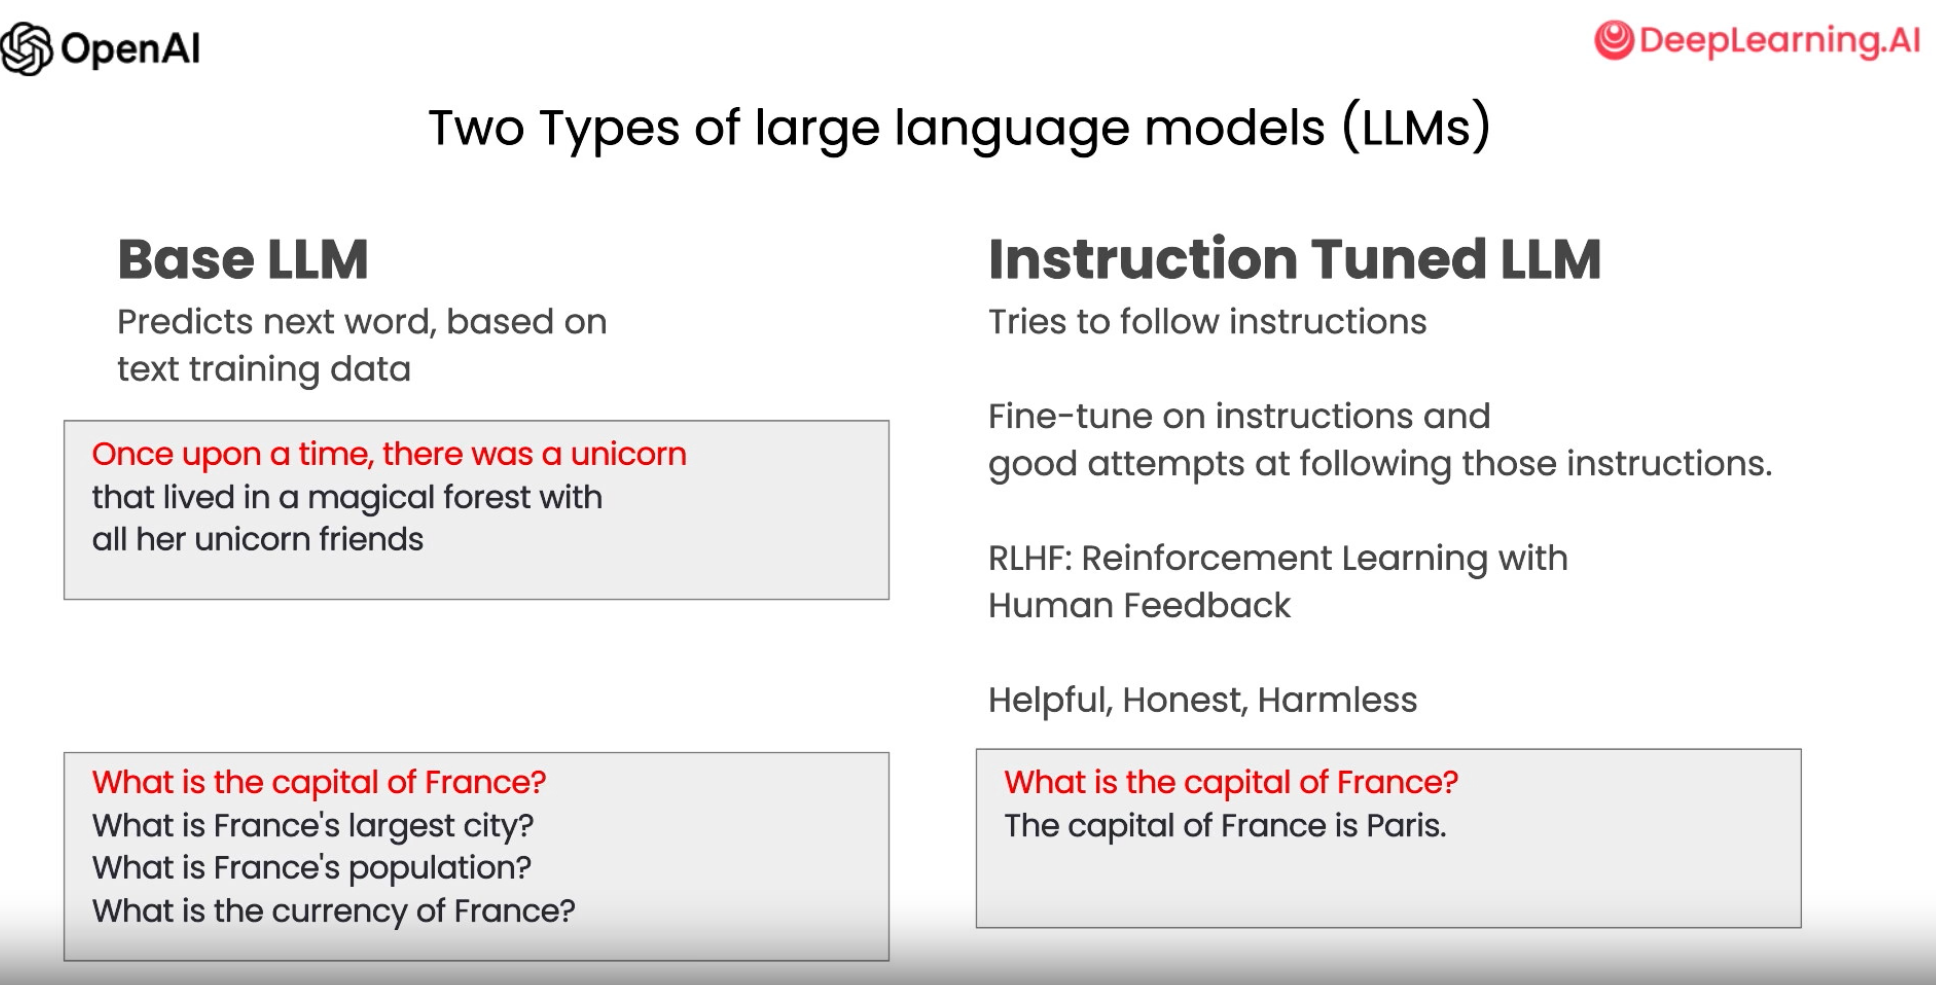 OpenAI
DeepLearning.AI
Two Types of large language models (LLMs)
Base LLM
Predicts next word, based on
text training data
Once upon a time, there was a unicorn
that lived in a magical forest with
all her unicorn friends
What is the capital of France?
What is France's largest city?
What is France's population?
What is the currency of France?
Instruction Tuned LLM
Tries to follow instructions
Fine-tune on instructions and
good attempts at following those instructions.
RLHF: Reinforcement Learning with
Human Feedback
Helpful, Honest, Harmless
What is the capital of France?
The capital of France is Paris.